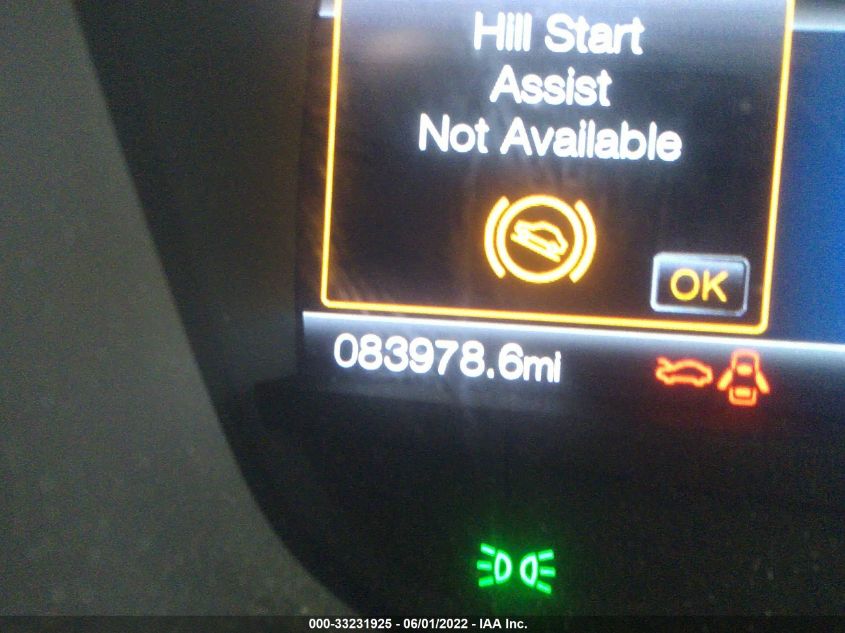 Hill Start
Assist
Not Available
OK
083978.6mi
000-33231925 - 06/01/2022 - IAA Inc.